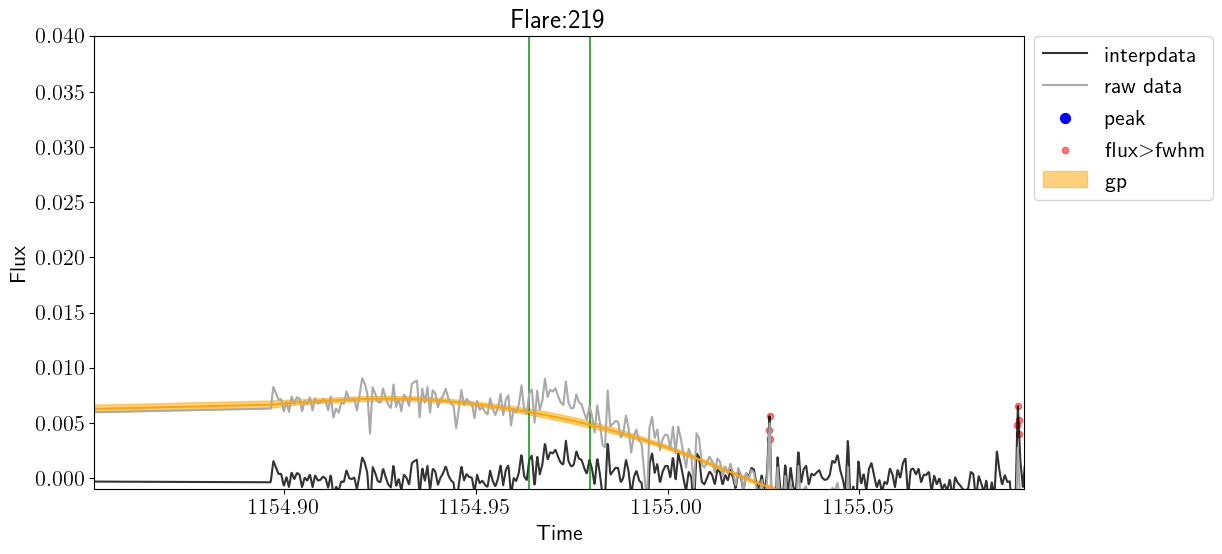 Flare:219
0.040
0.035
0.030
0.025
0.020
0.015
0.010
0.005
0.000
Flux
1154.90 1154.95 1155.00 1155.05
Time
interpdata
raw data
peak
flux>fwhm
gp